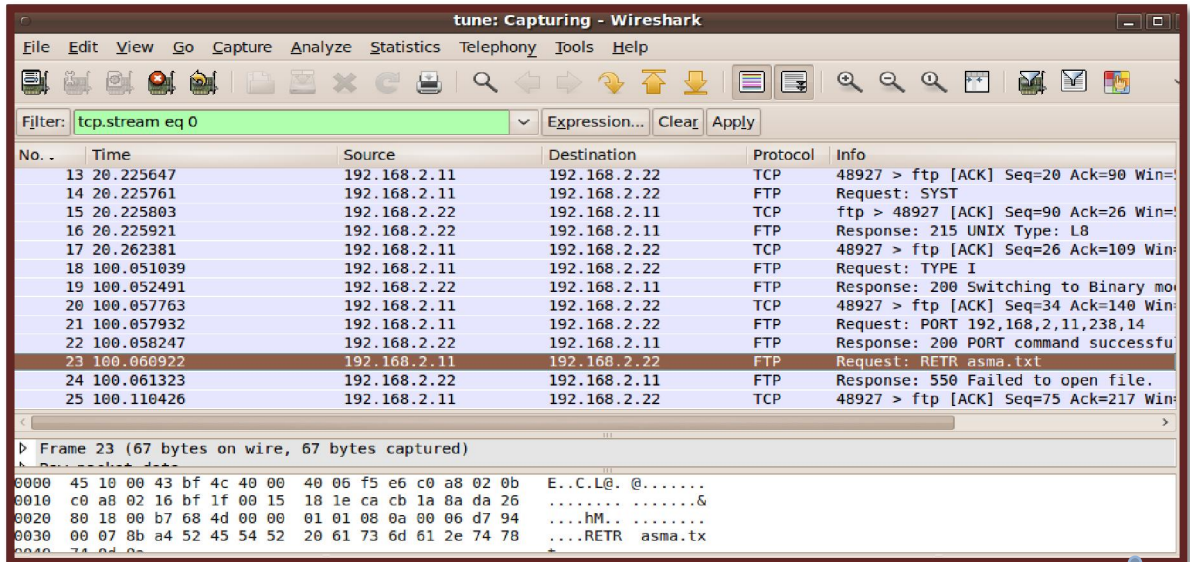 tune: Capturing - Wireshark
File Edit View Go Capture Analyze Statistics Telephony Tools Help
Filter: tcp.stream eq 0 Expression... Clear Apply
No. . Time Source Destination Protocol Info
13 20.225647 192.168.2.11 192.168.2.22 TCP 48927 > ftp [ACK] Seq=20 Ack=90 Win=
14 20.225761 192.168.2.11 192.168.2.22 FTP Request: SYST
15 20.225803 192.168.2.22 192.168.2.11 TCP ftp > 48927 [ACK] Seq=90 Ack=26 Win=
16 20.225921 192.168.2.22 192.168.2.11 FTP Response: 215 UNIX Type: L8
17 20.262381 192.168.2.11 192.168.2.22 TCP 48927 > ftp [ACK] Seq=26 Ack=109 Win=
18 100.051039 192.168.2.11 192.168.2.22 FTP Request: TYPE I
19 100.052491 192.168.2.22 192.168.2.11 FTP Response: 200 Switching to Binary mo
20 100.057763 192.168.2.11 192.168.2.22 TCP 48927 > ftp [ACK] Seq=34 Ack=140 Win=
21 100.057932 192.168.2.11 192.168.2.22 FTP Request: PORT 192,168,2,11,238,14
22 100.058247 192.168.2.22 192.168.2.11 FTP Response: 200 PORT command successfu
23 100.060922 192.168.2.11 192.168.2.22 FTP Request: RETR asma.txt
24 100.061323 192.168.2.22 192.168.2.11 FTP Response: 550 Failed to open file.
25 100.110426 192.168.2.11 192.168.2.22 TCP 48927 > ftp [ACK] Seq=75 Ack=217 Win=
Frame 23 (67 bytes on wire, 67 bytes captured)
0000 45 10 00 43 bf 4c 40 00 40 06 f5 e6 c0 a8 02 0b E..C.L@. @.......
0010 c0 a8 02 16 bf 1f 00 15 18 1e ca cb 1a 8a da 26 ........ .......&
0020 80 18 00 b7 68 4d 00 00 01 01 08 0a 00 06 d7 94 ....hM.. ........
0030 00 07 8b a4 52 45 54 52 20 61 73 6d 61 2e 74 78 ....RETR asma.tx